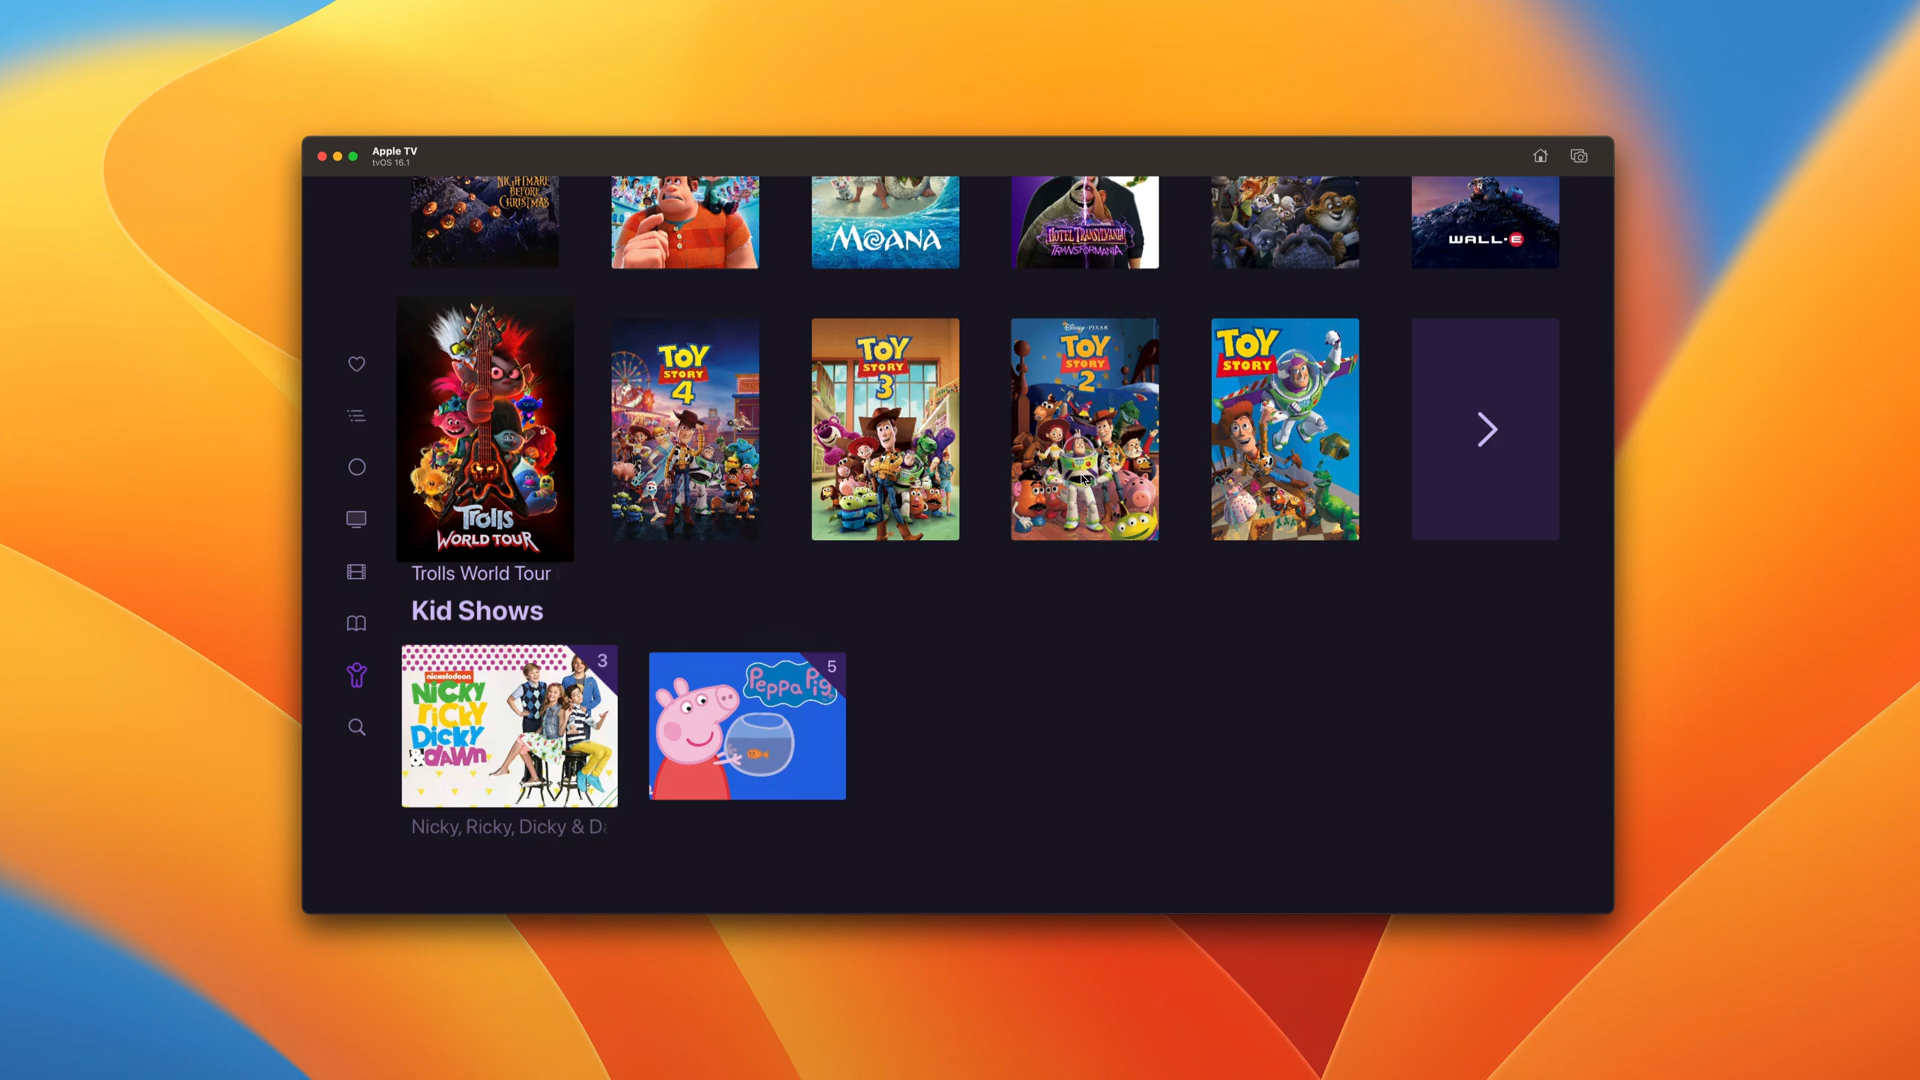 Apple TV
tvOS 16.1
NIGHTMARE
BEFORE
CHRISTMAS
Disney
MOANA
HOTEL TRANSYLVANIA
TRANSFORMANIA
WALL·E
Trolls
WORLD TOUR
TOY
STORY
4
TOY
STORY
3
Disney·PIXAR
TOY
STORY
2
TOY
STORY
Trolls World Tour
Kid Shows
nickelodeon
NICKY
RICKY
DICKY
& DAWN
3
Peppa Pig
5
Nicky, Ricky, Dicky & Da